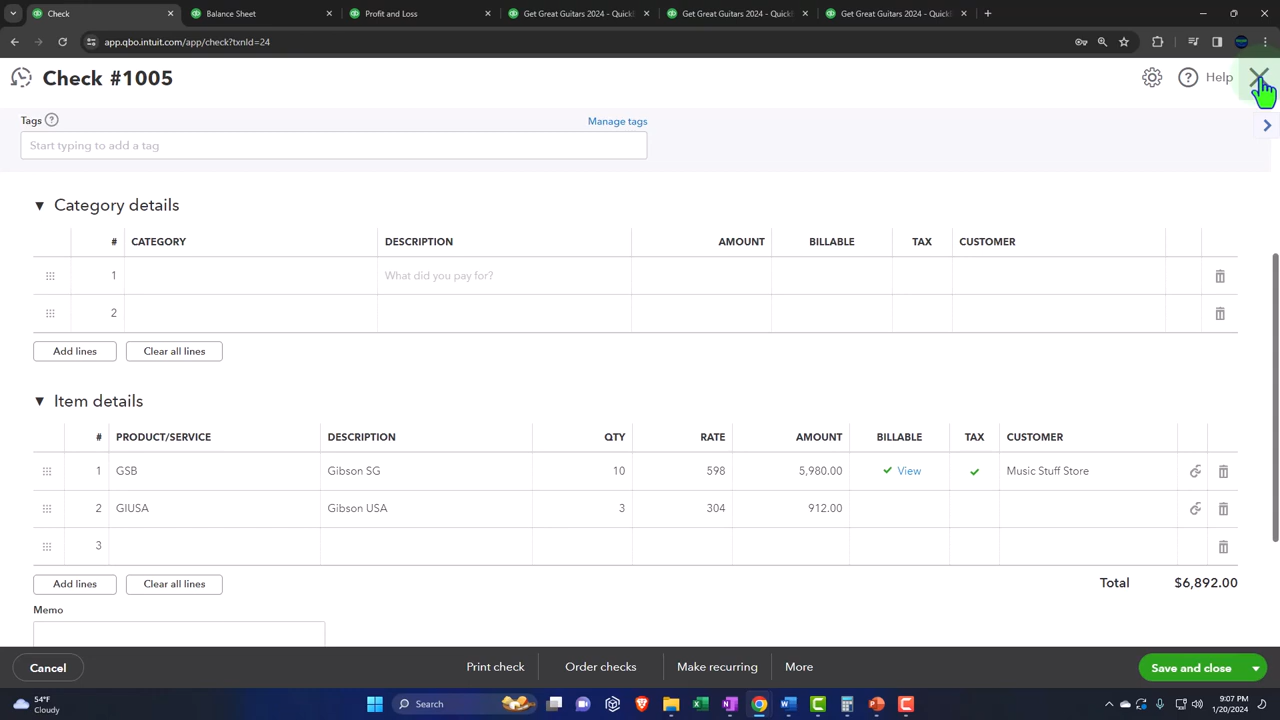 Check #1005
Balance Sheet
Profit and Loss
Get Great Guitars 2024 - QuickB
Get Great Guitars 2024 - QuickB
Get Great Guitars 2024 - QuickB
app.qbo.intuit.com/app/check?txnId=24
Check #1005
Help
Tags
Manage tags
Start typing to add a tag
Category details
# CATEGORY DESCRIPTION AMOUNT BILLABLE TAX CUSTOMER
1 What did you pay for?
2
Add lines Clear all lines
Item details
# PRODUCT/SERVICE DESCRIPTION QTY RATE AMOUNT BILLABLE TAX CUSTOMER
1 GSB Gibson SG 10 598 5,980.00 View Music Stuff Store
2 GIUSA Gibson USA 3 304 912.00
3
Add lines Clear all lines Total $6,892.00
Memo
Cancel Print check Order checks Make recurring More Save and close
54°F
Cloudy
Search
9:07 PM
1/20/2024